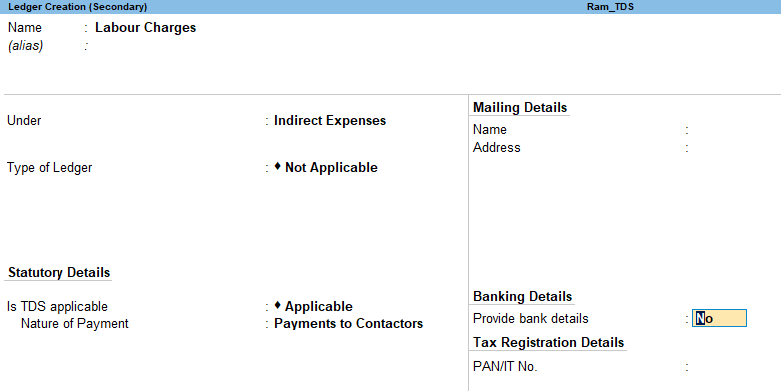 Ledger Creation (Secondary) Ram_TDS
Name : Labour Charges
(alias) :
Under : Indirect Expenses
Type of Ledger : ♦ Not Applicable
Statutory Details
Is TDS applicable : ♦ Applicable
Nature of Payment : Payments to Contactors
Mailing Details
Name :
Address :
Banking Details
Provide bank details : No
Tax Registration Details
PAN/IT No. :